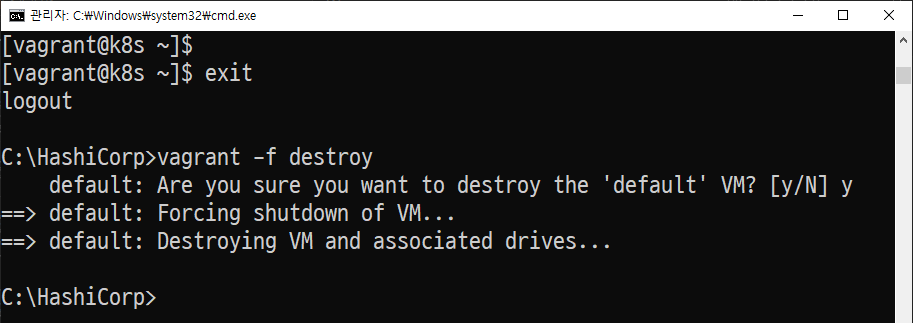 관리자: C:₩Windows₩system32₩cmd.exe
[vagrant@k8s ~]$
[vagrant@k8s ~]$ exit
logout
C:\HashiCorp>vagrant -f destroy
    default: Are you sure you want to destroy the 'default' VM? [y/N] y
==> default: Forcing shutdown of VM...
==> default: Destroying VM and associated drives...
C:\HashiCorp>